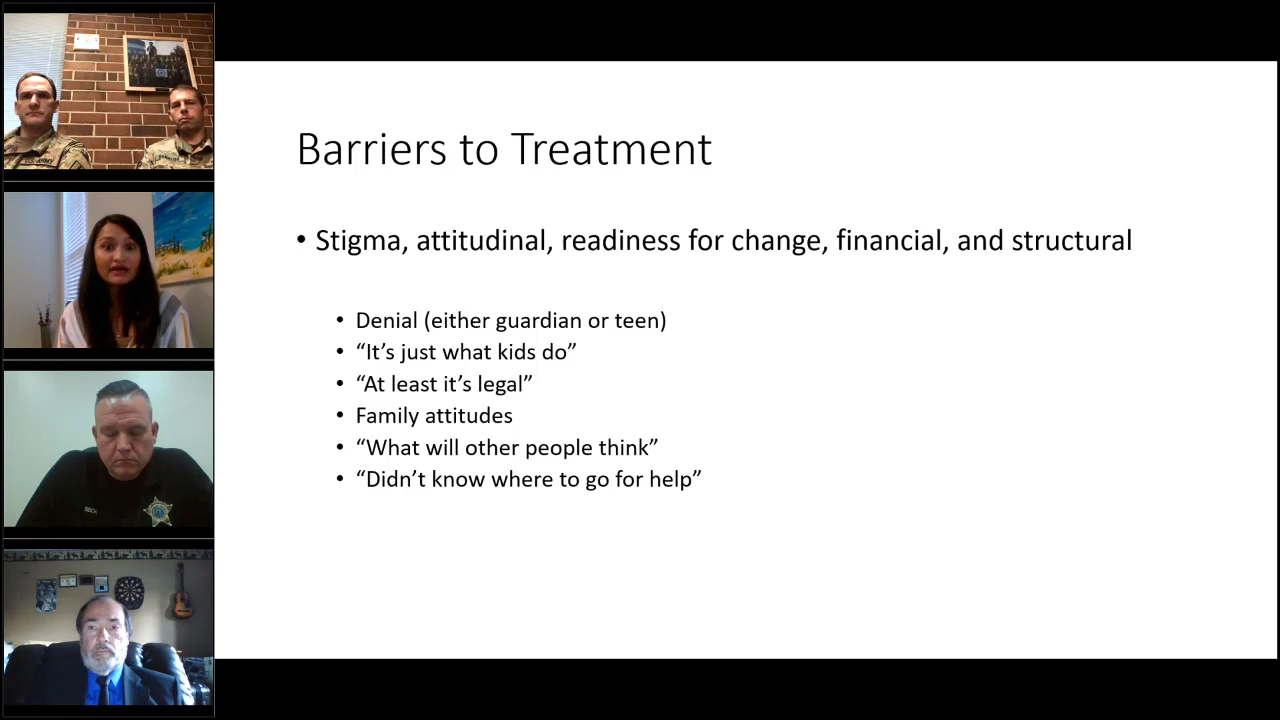 U.S. ARMY
BECK
Barriers to Treatment
• Stigma, attitudinal, readiness for change, financial, and structural
• Denial (either guardian or teen)
• “It’s just what kids do”
• “At least it’s legal”
• Family attitudes
• “What will other people think”
• “Didn’t know where to go for help”